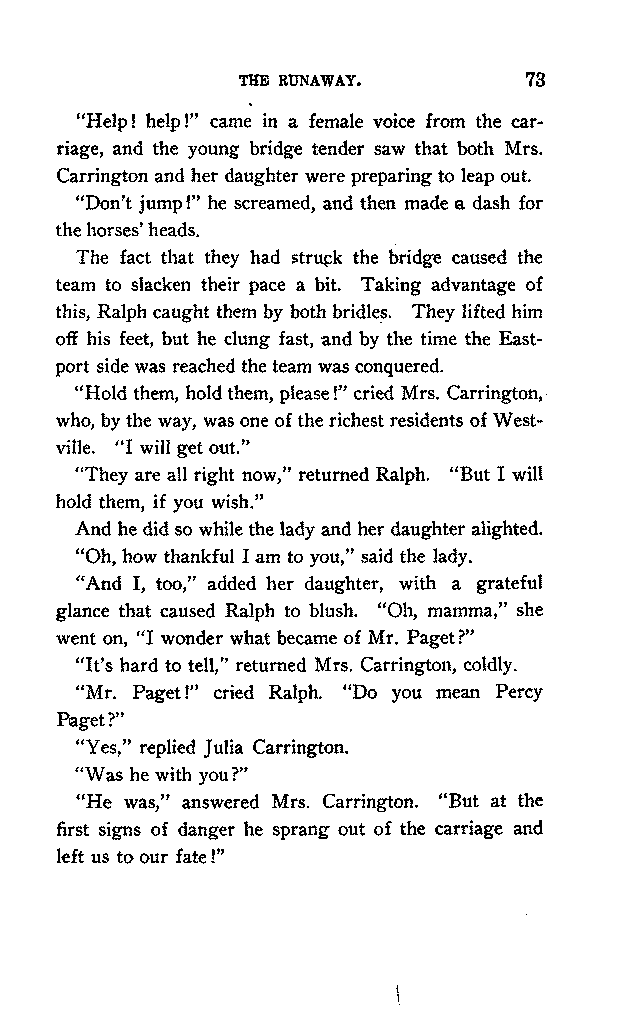 THE RUNAWAY. 73
"Help! help!" came in a female voice from the car-
riage, and the young bridge tender saw that both Mrs.
Carrington and her daughter were preparing to leap out.
"Don't jump!" he screamed, and then made a dash for
the horses' heads.
The fact that they had struck the bridge caused the
team to slacken their pace a bit. Taking advantage of
this, Ralph caught them by both bridles. They lifted him
off his feet, but he clung fast, and by the time the East-
port side was reached the team was conquered.
"Hold them, hold them, please!" cried Mrs. Carrington,
who, by the way, was one of the richest residents of West-
ville. "I will get out."
"They are all right now," returned Ralph. "But I will
hold them, if you wish."
And he did so while the lady and her daughter alighted.
"Oh, how thankful I am to you," said the lady.
"And I, too," added her daughter, with a grateful
glance that caused Ralph to blush. "Oh, mamma," she
went on, "I wonder what became of Mr. Paget?"
"It's hard to tell," returned Mrs. Carrington, coldly.
"Mr. Paget!" cried Ralph. "Do you mean Percy
Paget?"
"Yes," replied Julia Carrington.
"Was he with you?"
"He was," answered Mrs. Carrington. "But at the
first signs of danger he sprang out of the carriage and
left us to our fate!"